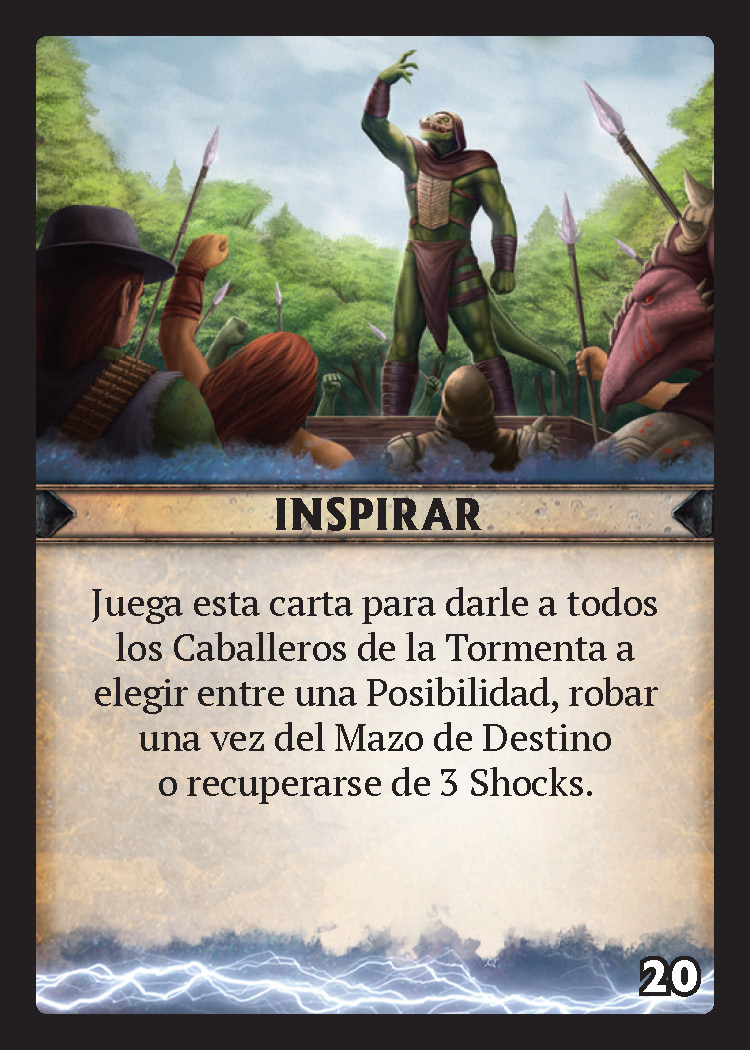 INSPIRAR
Juega esta carta para darle a todos
los Caballeros de la Tormenta a
elegir entre una Posibilidad, robar
una vez del Mazo de Destino
o recuperarse de 3 Shocks.
20